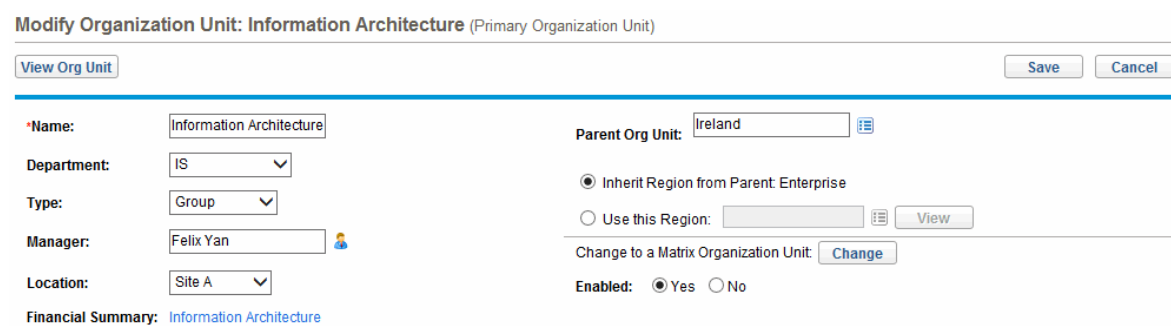 Modify Organization Unit: Information Architecture (Primary Organization Unit)
View Org Unit
Save
Cancel
*Name: Information Architecture
Department: IS
Type: Group
Manager: Felix Yan
Location: Site A
Financial Summary: Information Architecture
Parent Org Unit: Ireland
Inherit Region from Parent: Enterprise
Use this Region: View
Change to a Matrix Organization Unit: Change
Enabled: Yes No